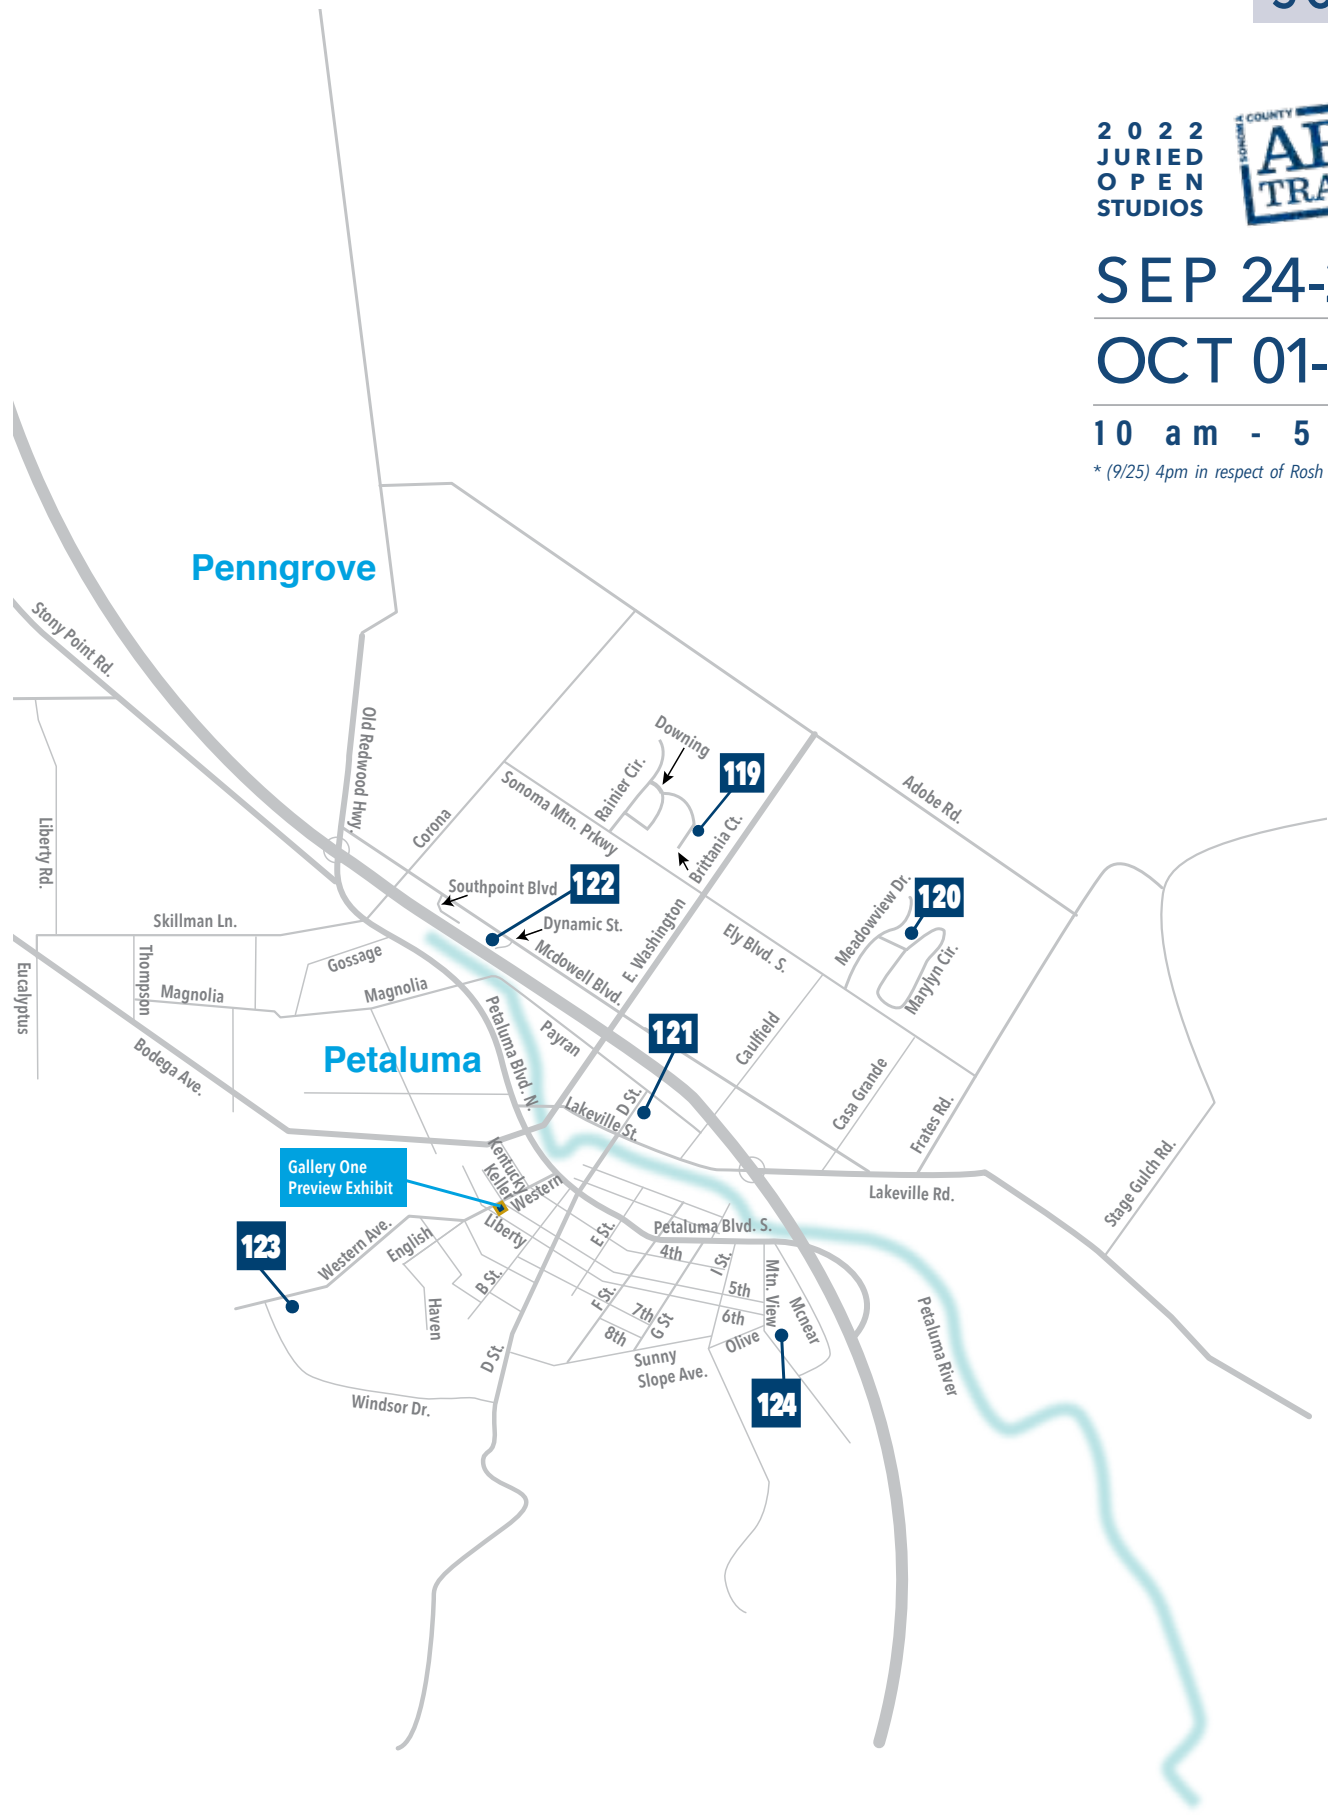 2022
JURIED
OPEN
STUDIOS
SONOMA
COUNTY
SEP 24-
OCT 01-
10 am - 5
* (9/25) 4pm in respect of Rosh
Penngrove
Stony Point Rd.
Old Redwood Hwy.
Downing
Rainier Cir.
119
Sonoma Mtn. Prkwy
Brittania Ct.
Adobe Rd.
Corona
Liberty Rd.
Southpoint Blvd
122
Meadowview Dr.
120
Skillman Ln.
Dynamic St.
E. Washington
Ely Blvd. S.
Mcdowell Blvd.
Marylyn Cir.
Eucalyptus
Thompson
Gossage
Magnolia
Magnolia
Petaluma Blvd. N.
Payran
121
Caulfield
Petaluma
Bodega Ave.
D St.
Lakeville St.
Casa Grande
Frates Rd.
Kentucky
Keller
Western
Gallery One
Preview Exhibit
Lakeville Rd.
Stage Gulch Rd.
Liberty
123
Western Ave.
English
E St.
Petaluma Blvd. S.
4th
I St.
Mtn. View
B St.
F St.
5th
Haven
7th
G St
6th
Mcnear
8th
Olive
D St.
Sunny
Slope Ave.
Petaluma River
Windsor Dr.
124